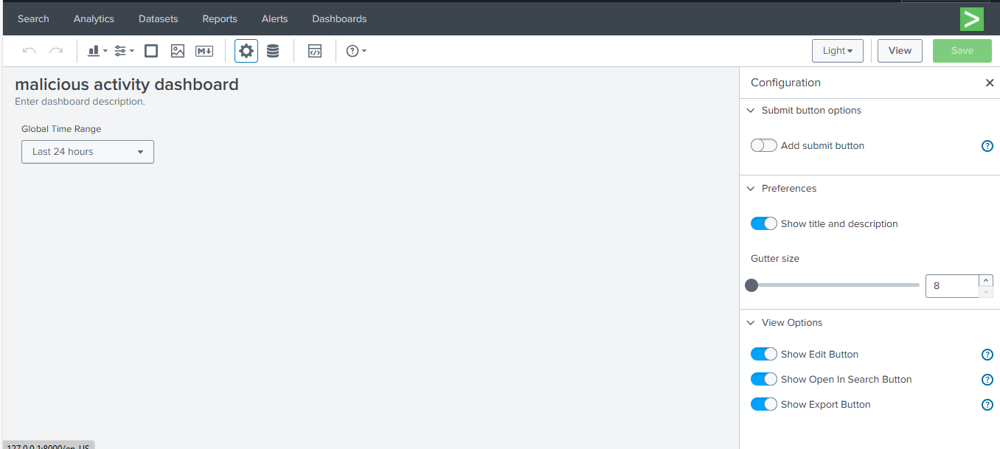 Search Analytics Datasets Reports Alerts Dashboards
M Light View Save
malicious activity dashboard
Enter dashboard description.
Global Time Range
Last 24 hours
Configuration
Submit button options
Add submit button ?
Preferences
Show title and description
Gutter size
8
View Options
Show Edit Button ?
Show Open In Search Button ?
Show Export Button ?
127.0.0.1:8000/en-US